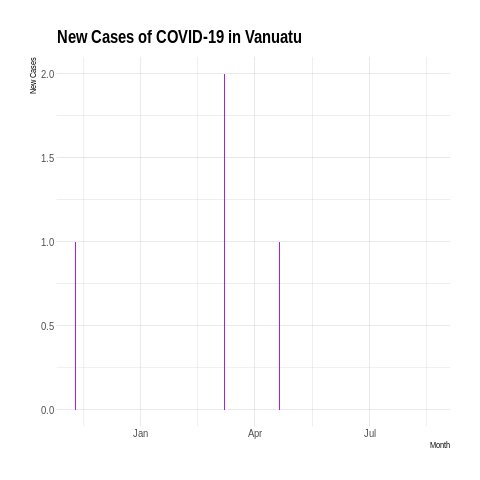 New Cases of COVID-19 in Vanuatu
New Cases
2.0
1.5
1.0
0.5
0.0
Jan
Apr
Jul
Month